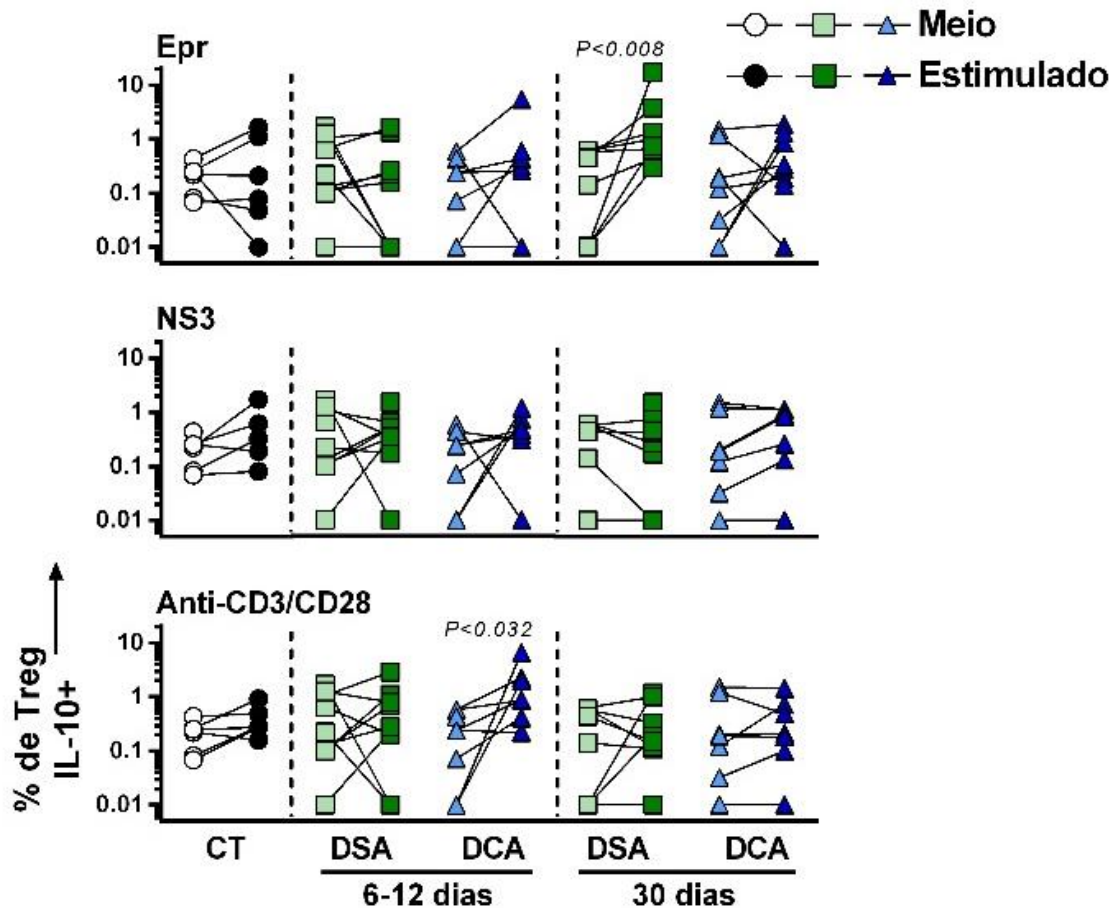 Meio
Estimulado
Epr
P<0.008
10
1
0.1
0.01
NS3
10
1
0.1
0.01
Anti-CD3/CD28
P<0.032
10
1
0.1
0.01
% de Treg
IL-10+
CT DSA DCA DSA DCA
6-12 dias 30 dias